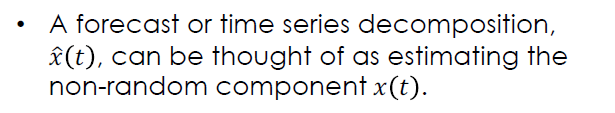 • A forecast or time series decomposition,
x̂(t), can be thought of as estimating the
non-random component x(t).